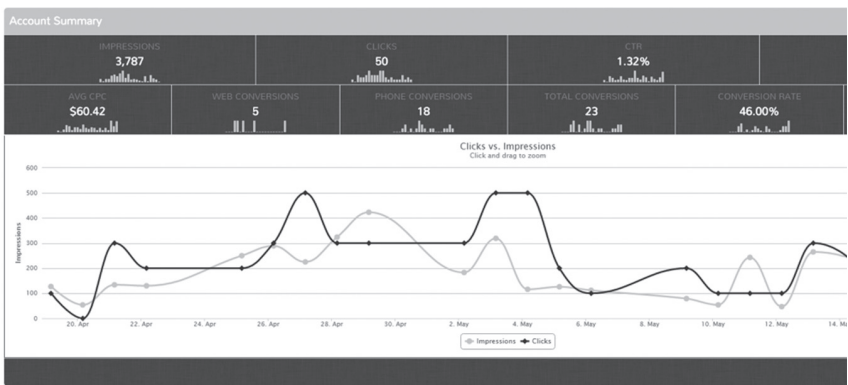 Account Summary
IMPRESSIONS CLICKS CTR
3,787 50 1.32%
AVG CPC WEB CONVERSIONS PHONE CONVERSIONS TOTAL CONVERSIONS CONVERSION RATE
$60.42 5 18 23 46.00%
Clicks vs. Impressions
Click and drag to zoom
600
500
400
300
200
100
0
Impressions
20. Apr 22. Apr 24. Apr 26. Apr 28. Apr 30. Apr 2. May 4. May 6. May 8. May 10. May 12. May 14. Ma
Impressions Clicks